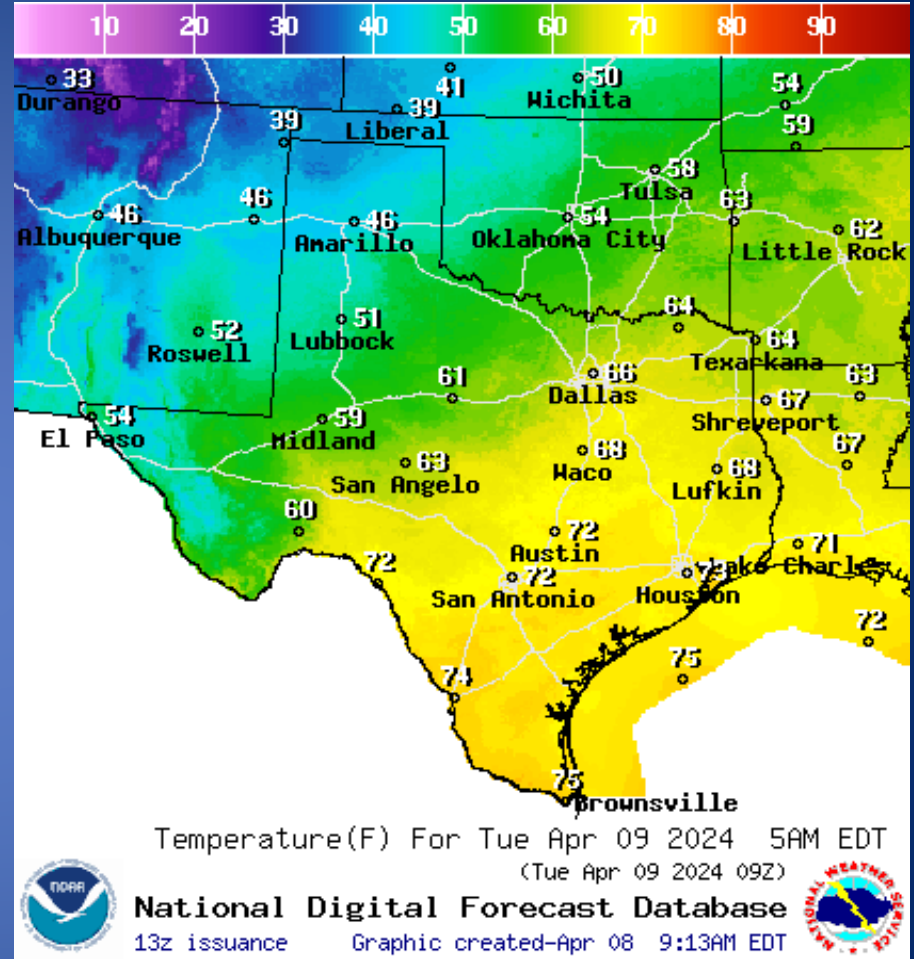 10 20 30 40 50 60 70 80 90
33
Durango
41
50
Wichita
54
39
39
Liberal
59
58
Tulsa
46
Albuquerque
46
46
Amarillo
54
Oklahoma City
63
62
Little Rock
52
Roswell
51
Lubbock
64
64
Texarkana
66
Dallas
61
63
67
Shreveport
54
El Paso
59
Midland
63
San Angelo
68
Waco
68
Lufkin
67
60
72
Austin
71
Lake Charles
72
72
San Antonio
73
Houston
72
74
75
75
Brownsville
Temperature(F) For Tue Apr 09 2024 5AM EDT
(Tue Apr 09 2024 09Z)
National Digital Forecast Database
13z issuance Graphic created-Apr 08 9:13AM EDT
NOAA
NATIONAL WEATHER SERVICE